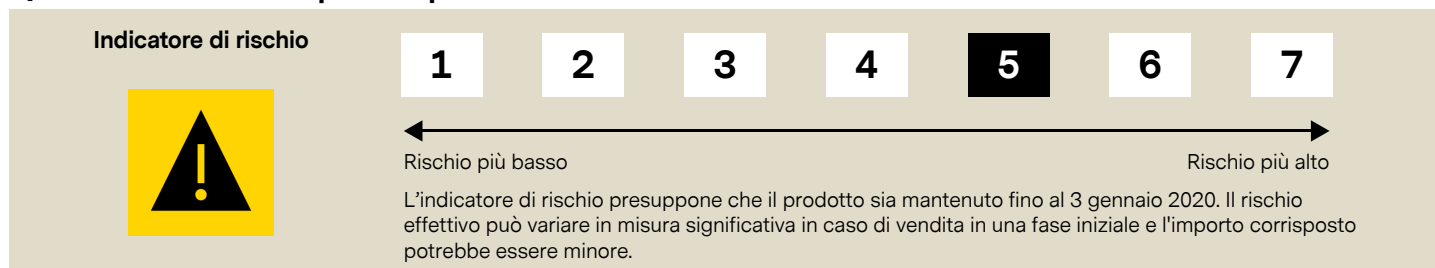 Indicatore di rischio
1 2 3 4 5 6 7
Rischio più basso
Rischio più alto
L'indicatore di rischio presuppone che il prodotto sia mantenuto fino al 3 gennaio 2020. Il rischio
effettivo può variare in misura significativa in caso di vendita in una fase iniziale e l'importo corrisposto
potrebbe essere minore.